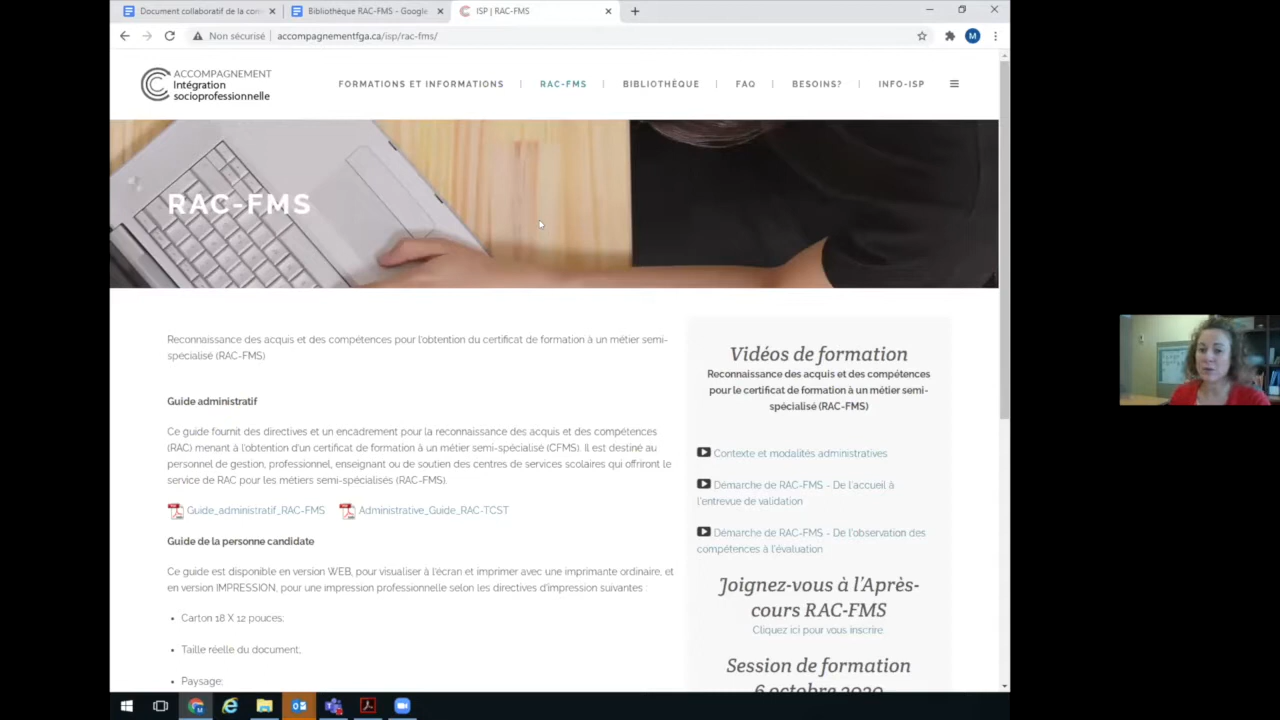 Document collaboratif de la con
Bibliothèque RAC-FMS - Google
ISP | RAC-FMS
Non sécurisé
accompagnementfga.ca/isp/rac-fms/
M
ACCOMPAGNEMENT
Intégration
socioprofessionnelle
FORMATIONS ET INFORMATIONS | RAC-FMS | BIBLIOTHÈQUE | FAQ | BESOINS? | INFO-ISP
RAC-FMS
Reconnaissance des acquis et des compétences pour l'obtention du certificat de formation à un métier semi-
spécialisé (RAC-FMS)
Guide administratif
Ce guide fournit des directives et un encadrement pour la reconnaissance des acquis et des compétences
(RAC) menant à l'obtention d'un certificat de formation à un métier semi-spécialisé (CFMS). Il est destiné au
personnel de gestion, professionnel, enseignant ou de soutien des centres de services scolaires qui offriront le
service de RAC pour les métiers semi-spécialisés (RAC-FMS).
Guide_administratif_RAC-FMS
Administrative_Guide_RAC-TCST
Guide de la personne candidate
Ce guide est disponible en version WEB, pour visualiser à l'écran et imprimer avec une imprimante ordinaire, et
en version IMPRESSION, pour une impression professionnelle selon les directives d'impression suivantes
• Carton 18 X 12 pouces;
• Taille réelle du document,
• Paysage;
Vidéos de formation
Reconnaissance des acquis et des compétences
pour le certificat de formation à un métier semi-
spécialisé (RAC-FMS)
Contexte et modalités administratives
Démarche de RAC-FMS - De l'accueil à
l'entrevue de validation
Démarche de RAC-FMS - De l'observation des
compétences à l'évaluation
Joignez-vous à l'Après-
cours RAC-FMS
Cliquez ici pour vous inscrire
Session de formation
6 octobre 2020